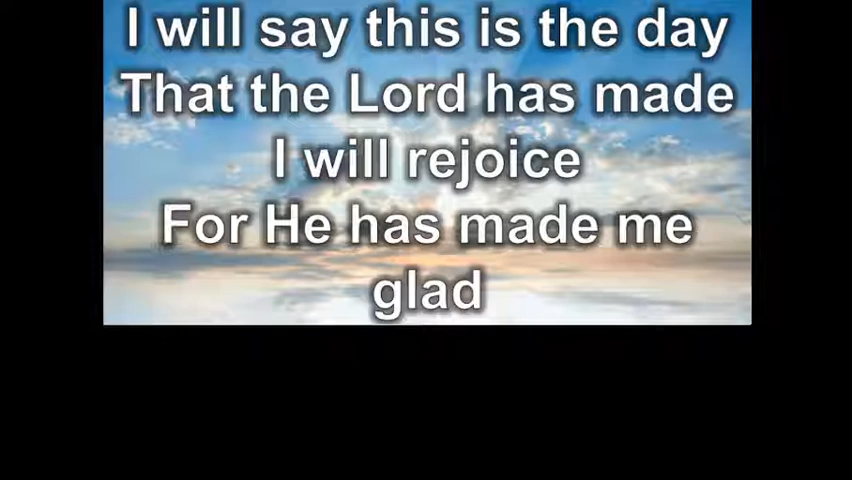 I will say this is the day
That the Lord has made
I will rejoice
For He has made me
glad